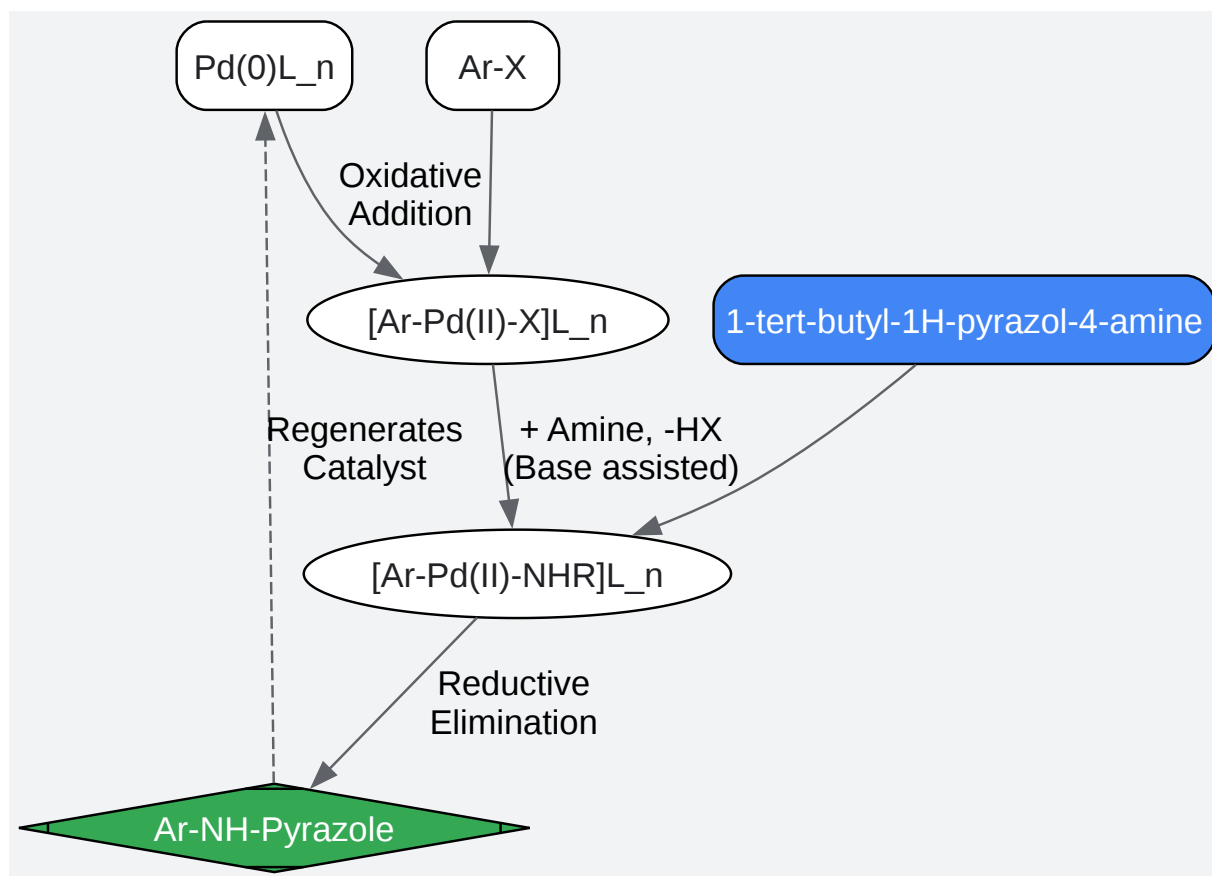 Pd(0)L_n
Ar-X
Oxidative
Addition
[Ar-Pd(II)-X]L_n
1-tert-butyl-1H-pyrazol-4-amine
Regenerates
Catalyst
+ Amine, -HX
(Base assisted)
[Ar-Pd(II)-NHR]L_n
Reductive
Elimination
Ar-NH-Pyrazole